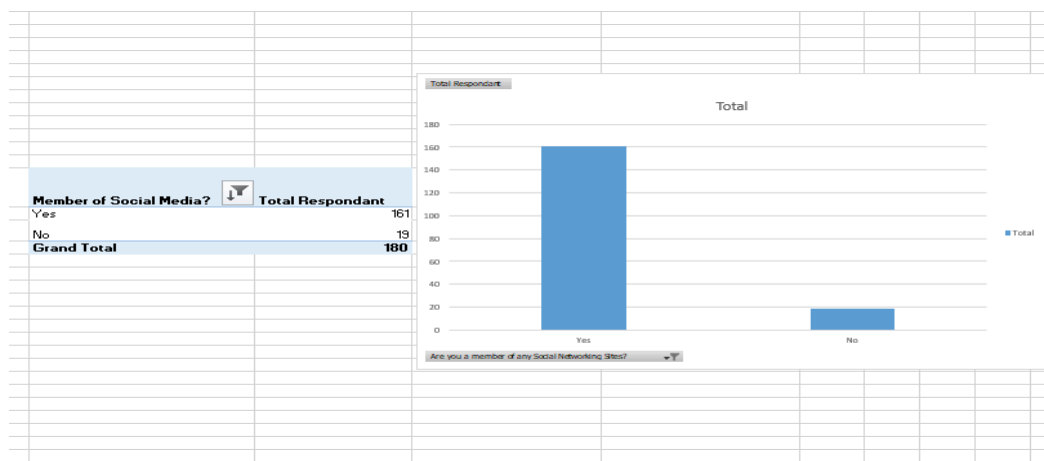 Total Respondant
Total
180
160
140
120
100
80
60
40
20
0
Yes
No
Total
Are you a member of any Social Networking Sites?
Member of Social Media? Total Respondant
Yes 161
No 19
Grand Total 180